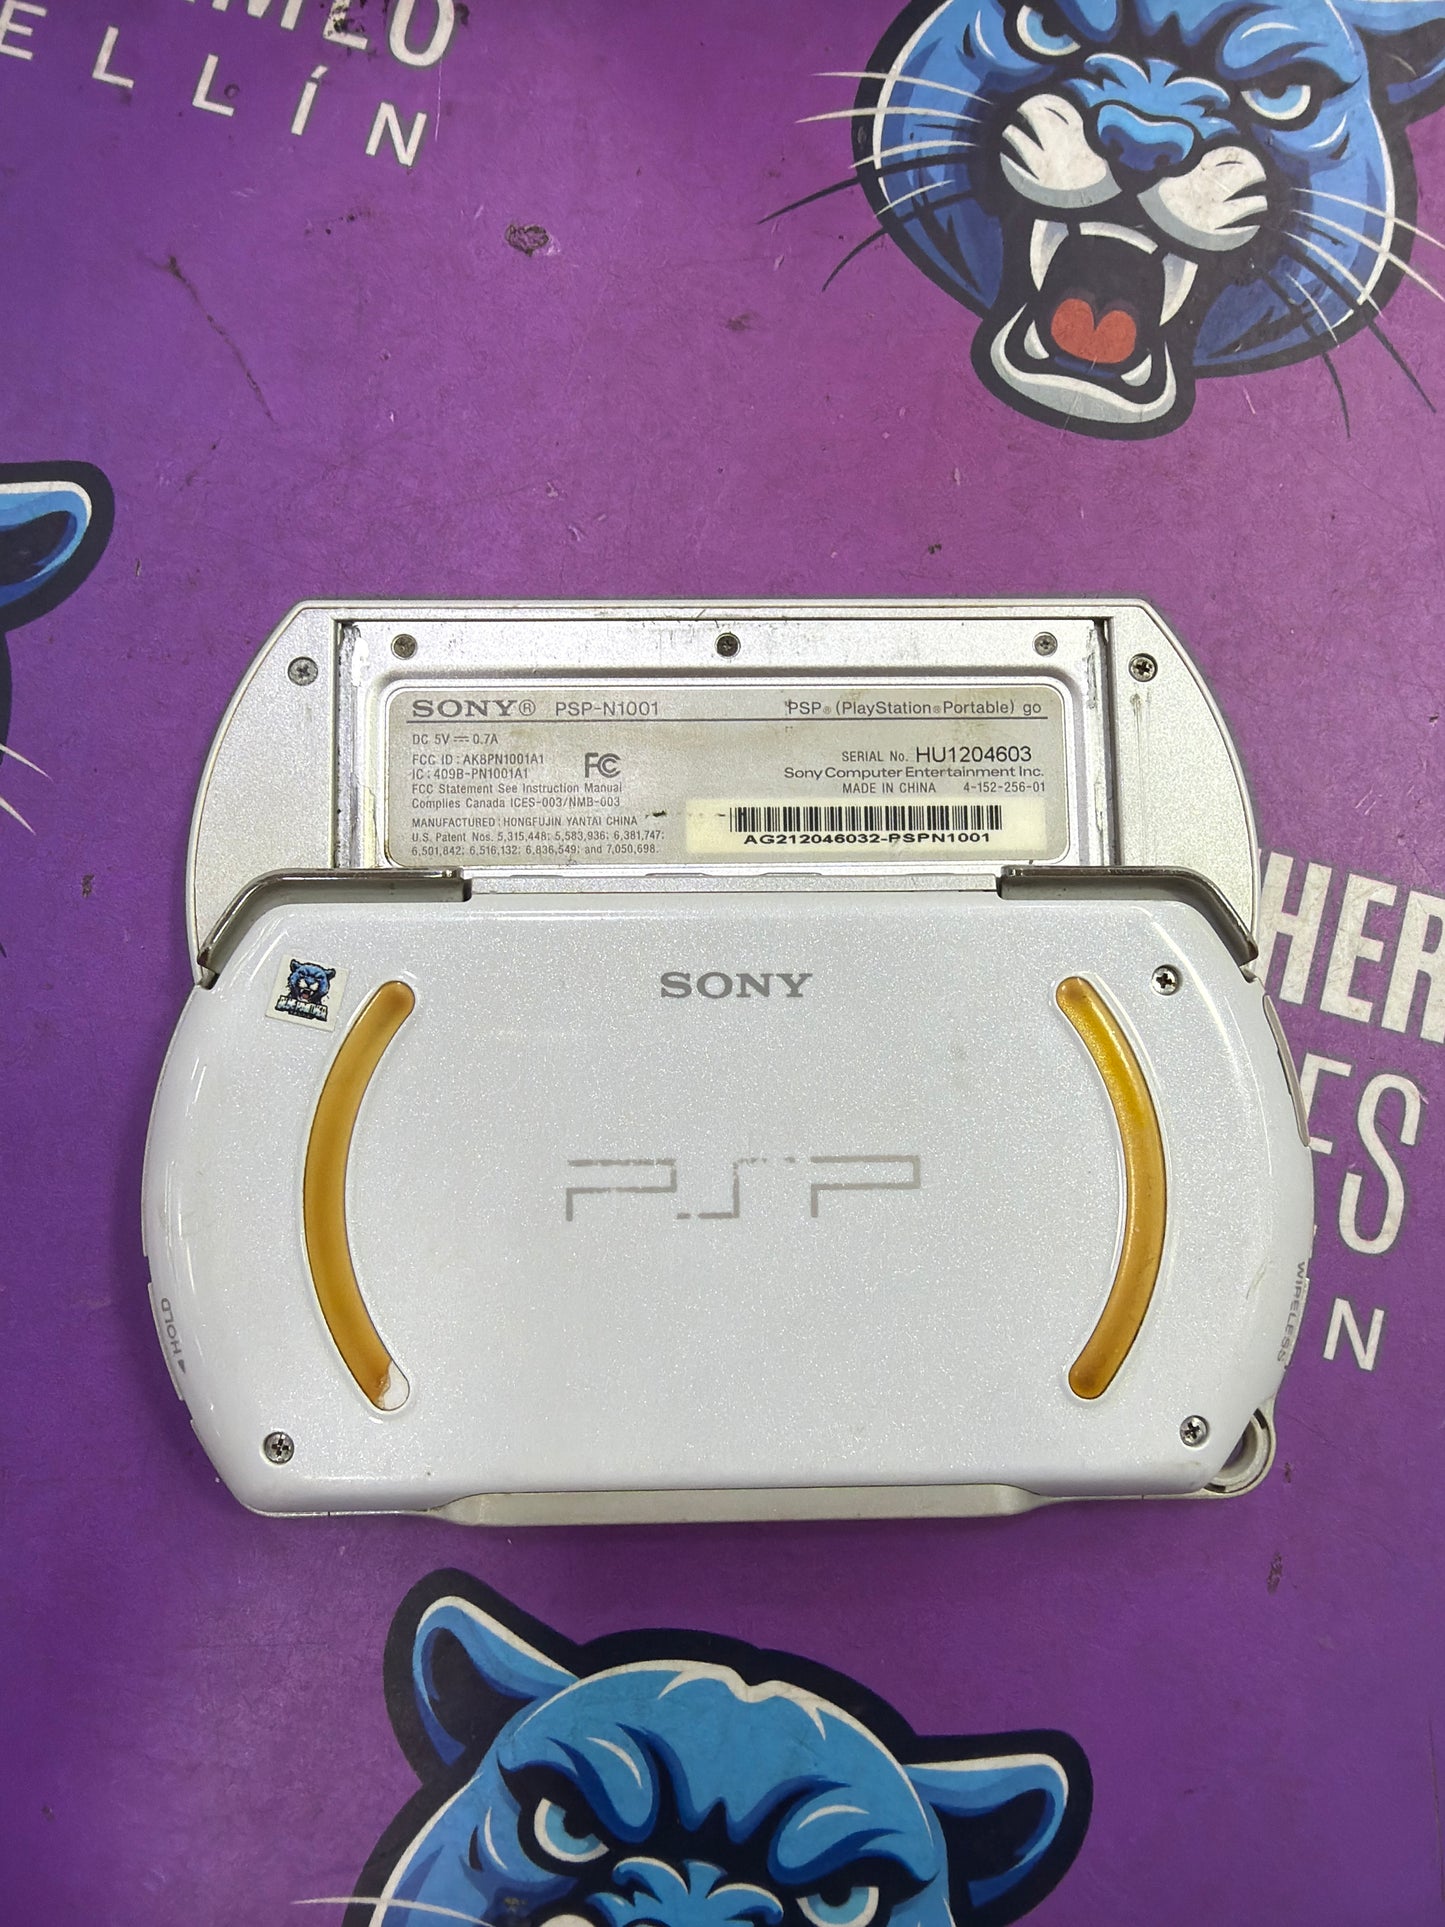 ELLÍN
SONY® PSP-N1001 PSP® (PlayStation®Portable) go
DC 5V ⎓ 0.7A
FCC ID : AK8PN1001A1
IC : 409B-PN1001A1
FC
FCC Statement See Instruction Manual
Complies Canada ICES-003/NMB-003
MANUFACTURED : HONGFUJIN YANTAI CHINA
U.S. Patent Nos. 5,315,448; 5,583,936; 6,381,747;
6,501,842; 6,516,132; 6,836,549; and 7,050,698.
SERIAL No. HU1204603
Sony Computer Entertainment Inc.
MADE IN CHINA 4-152-256-01
AG212046032-PSPN1001
SONY
PSP
HOLD
WIRELESS
HER
ES
N